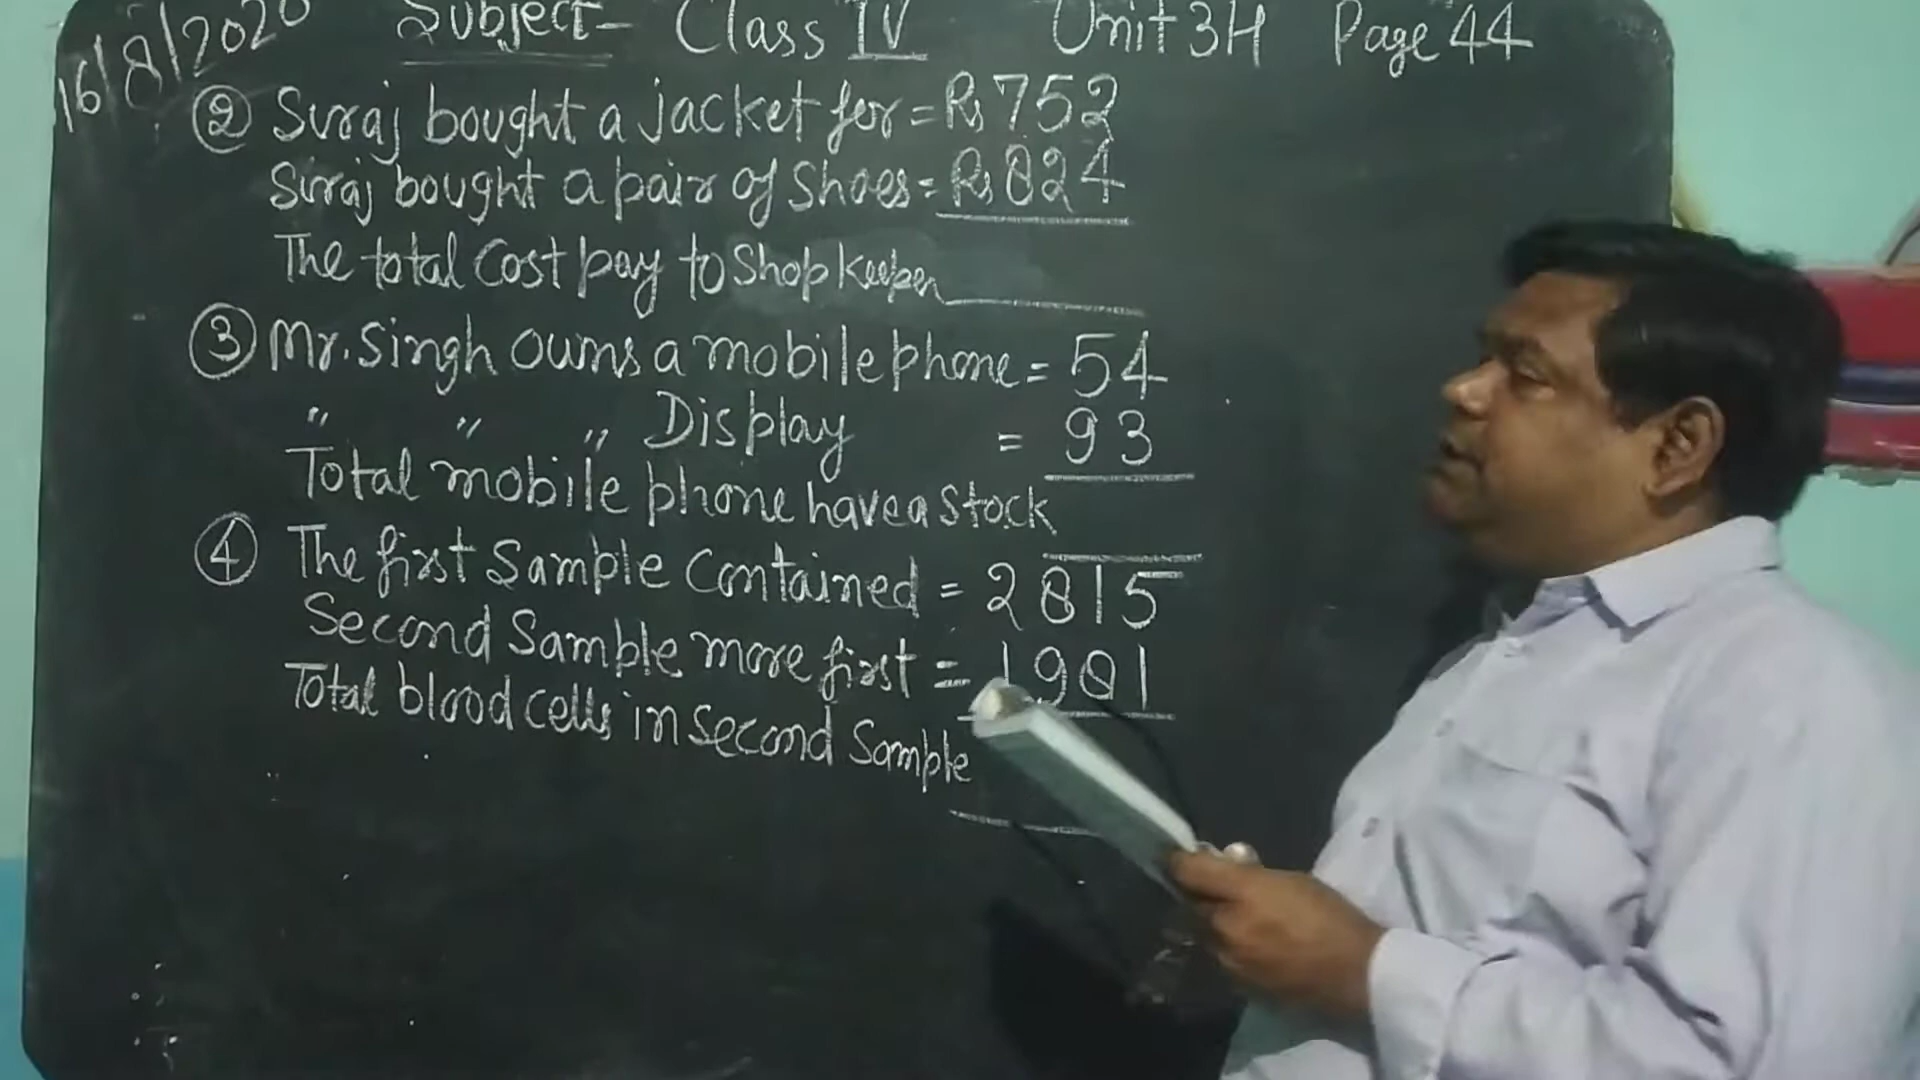 16/8/2020 Subject- Class IV Unit 3H Page 44
② Suraj bought a jacket for = Rs 752
Suraj bought a pair of Shoes = Rs 824
The total Cost pay to Shop Keeper
③ Mr. Singh owns a mobile phone = 54
" " " Display = 93
Total mobile phone have a Stock
④ The first Sample Contained = 2815
Second Sample more first = 1901
Total blood cells in Second Sample